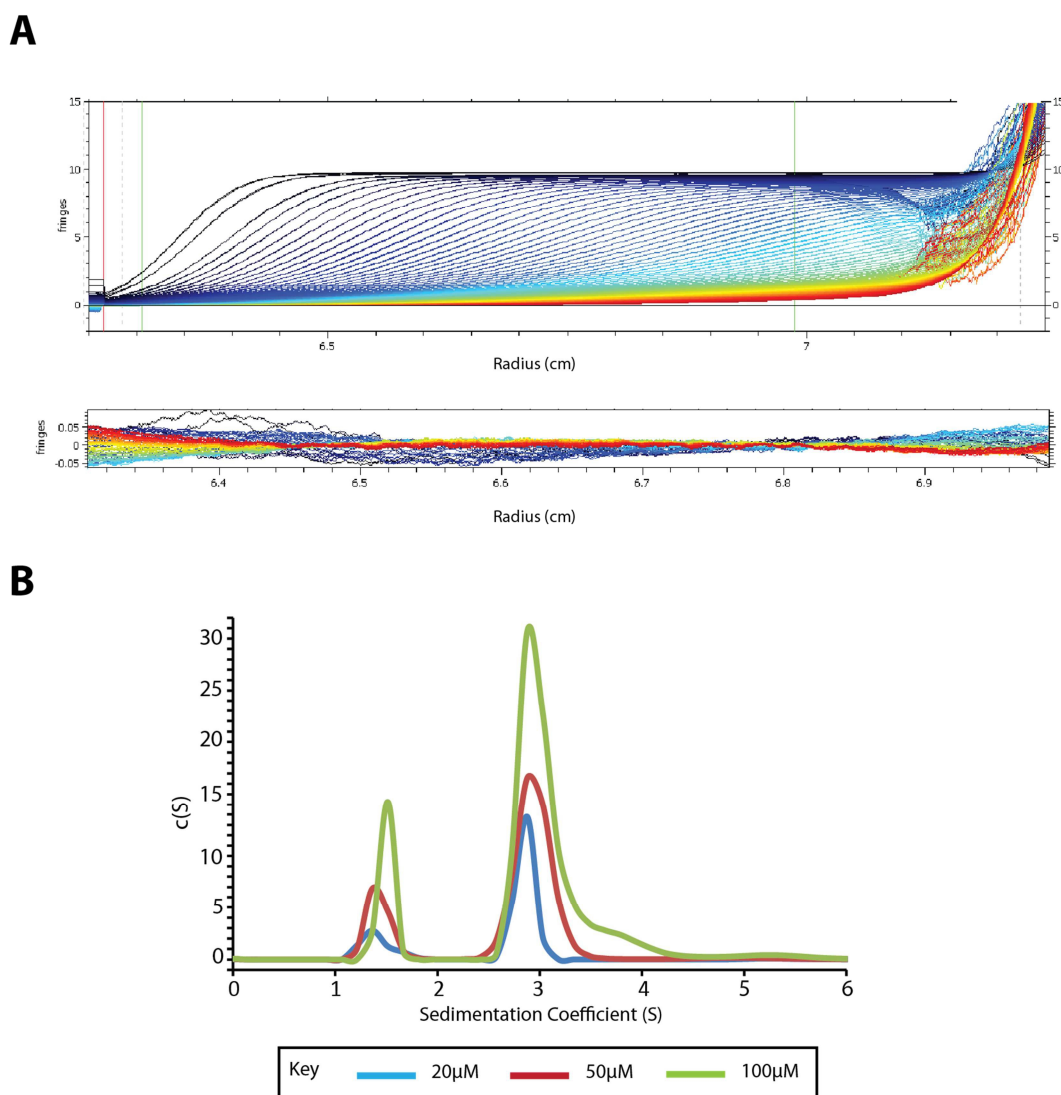 A
15
10
5
0
fringes
15
10
5
0
6.5
7
Radius (cm)
fringes
0.05
0
-0.05
6.4
6.5
6.6
6.7
6.8
6.9
Radius (cm)
B
c(S)
30
25
20
15
10
5
0
0 1 2 3 4 5 6
Sedimentation Coefficient (S)
Key 20μM 50μM 100μM